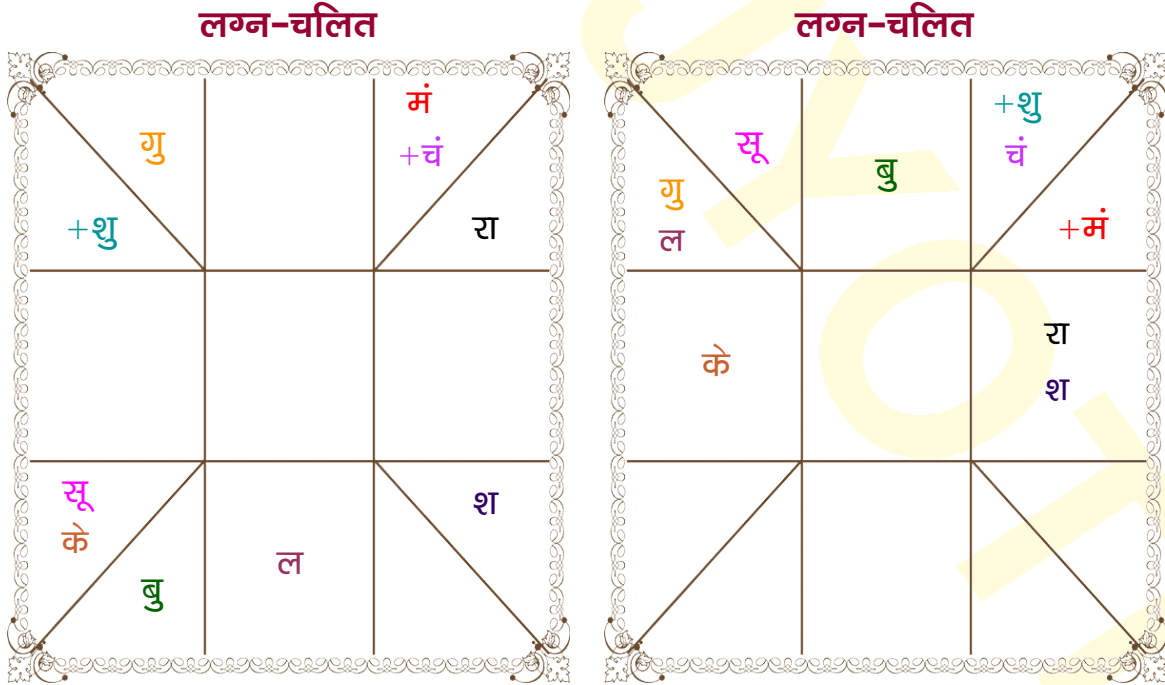 लग्न-चलित
गु
+शु
मं
+चं
रा
सू
के
बु
ल
श
लग्न-चलित
सू
गु
ल
बु
+शु
चं
+मं
के
रा
श